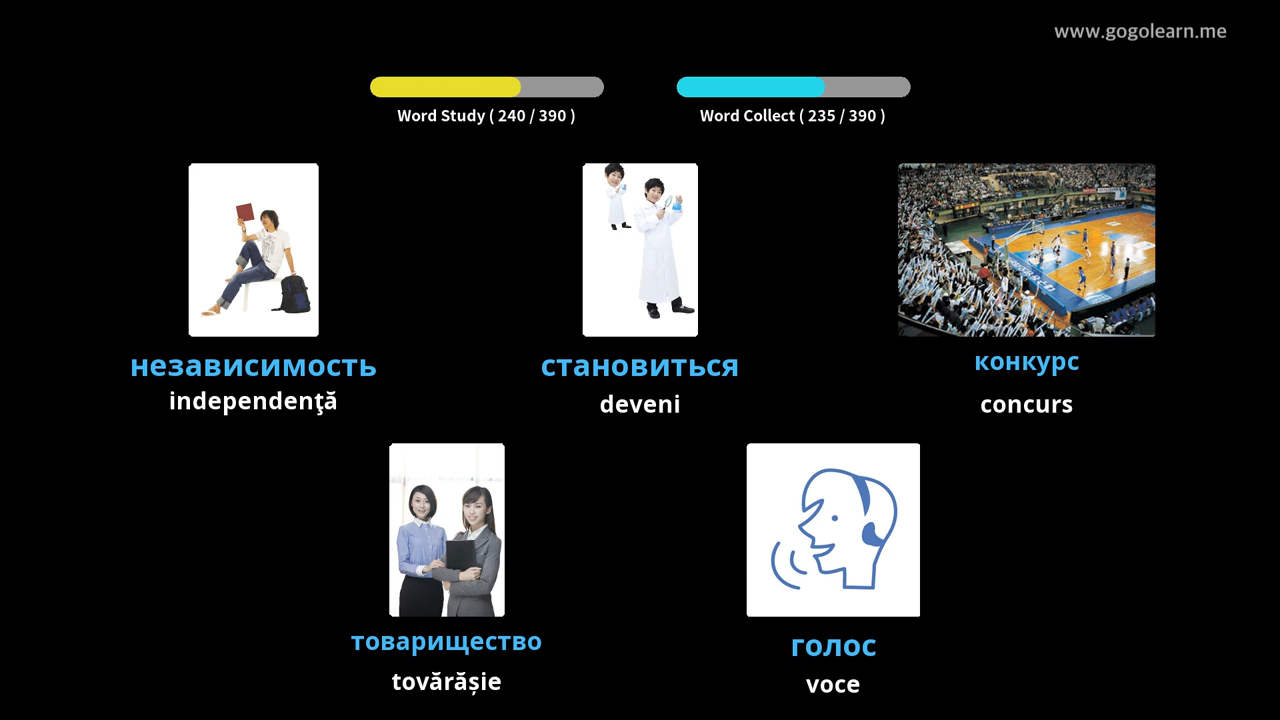 www.gogolearn.me
Word Study ( 240 / 390 )
Word Collect ( 235 / 390 )
независимость
independenţă
становиться
deveni
конкурс
concurs
товарищество
tovărășie
голос
voce